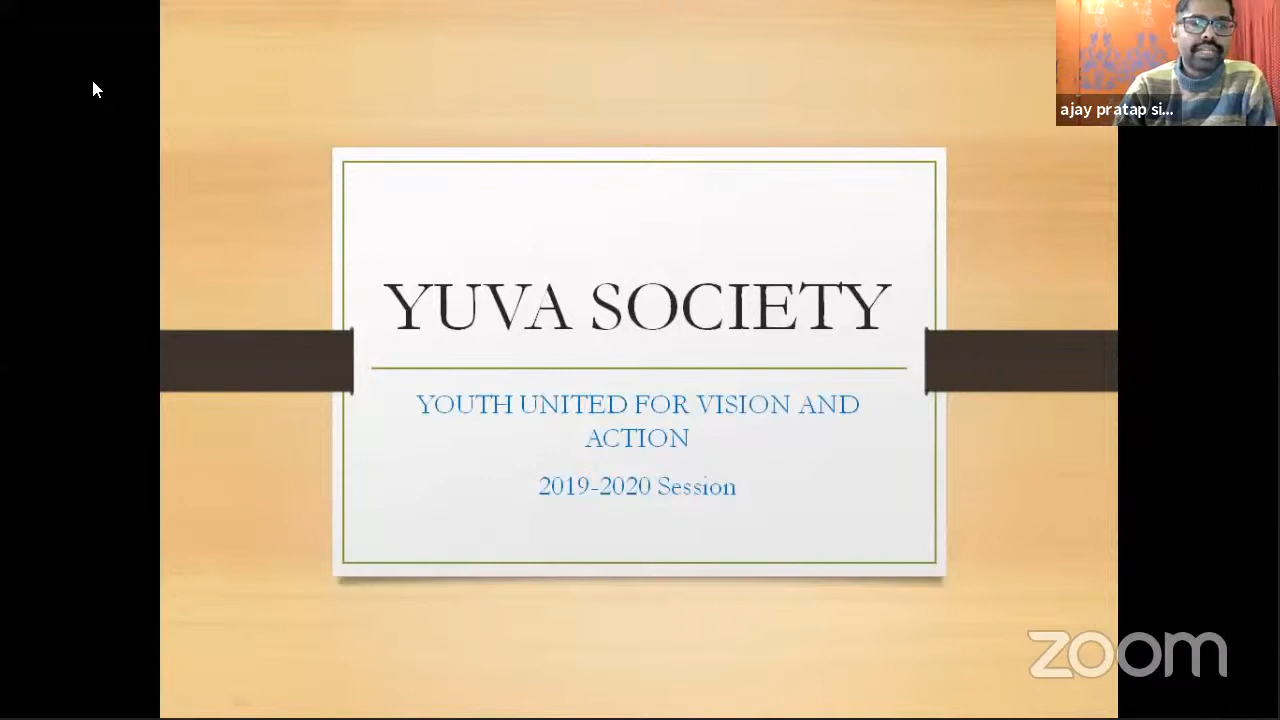 ajay pratap si...
YUVA SOCIETY
YOUTH UNITED FOR VISION AND
ACTION
2019-2020 Session
zoom